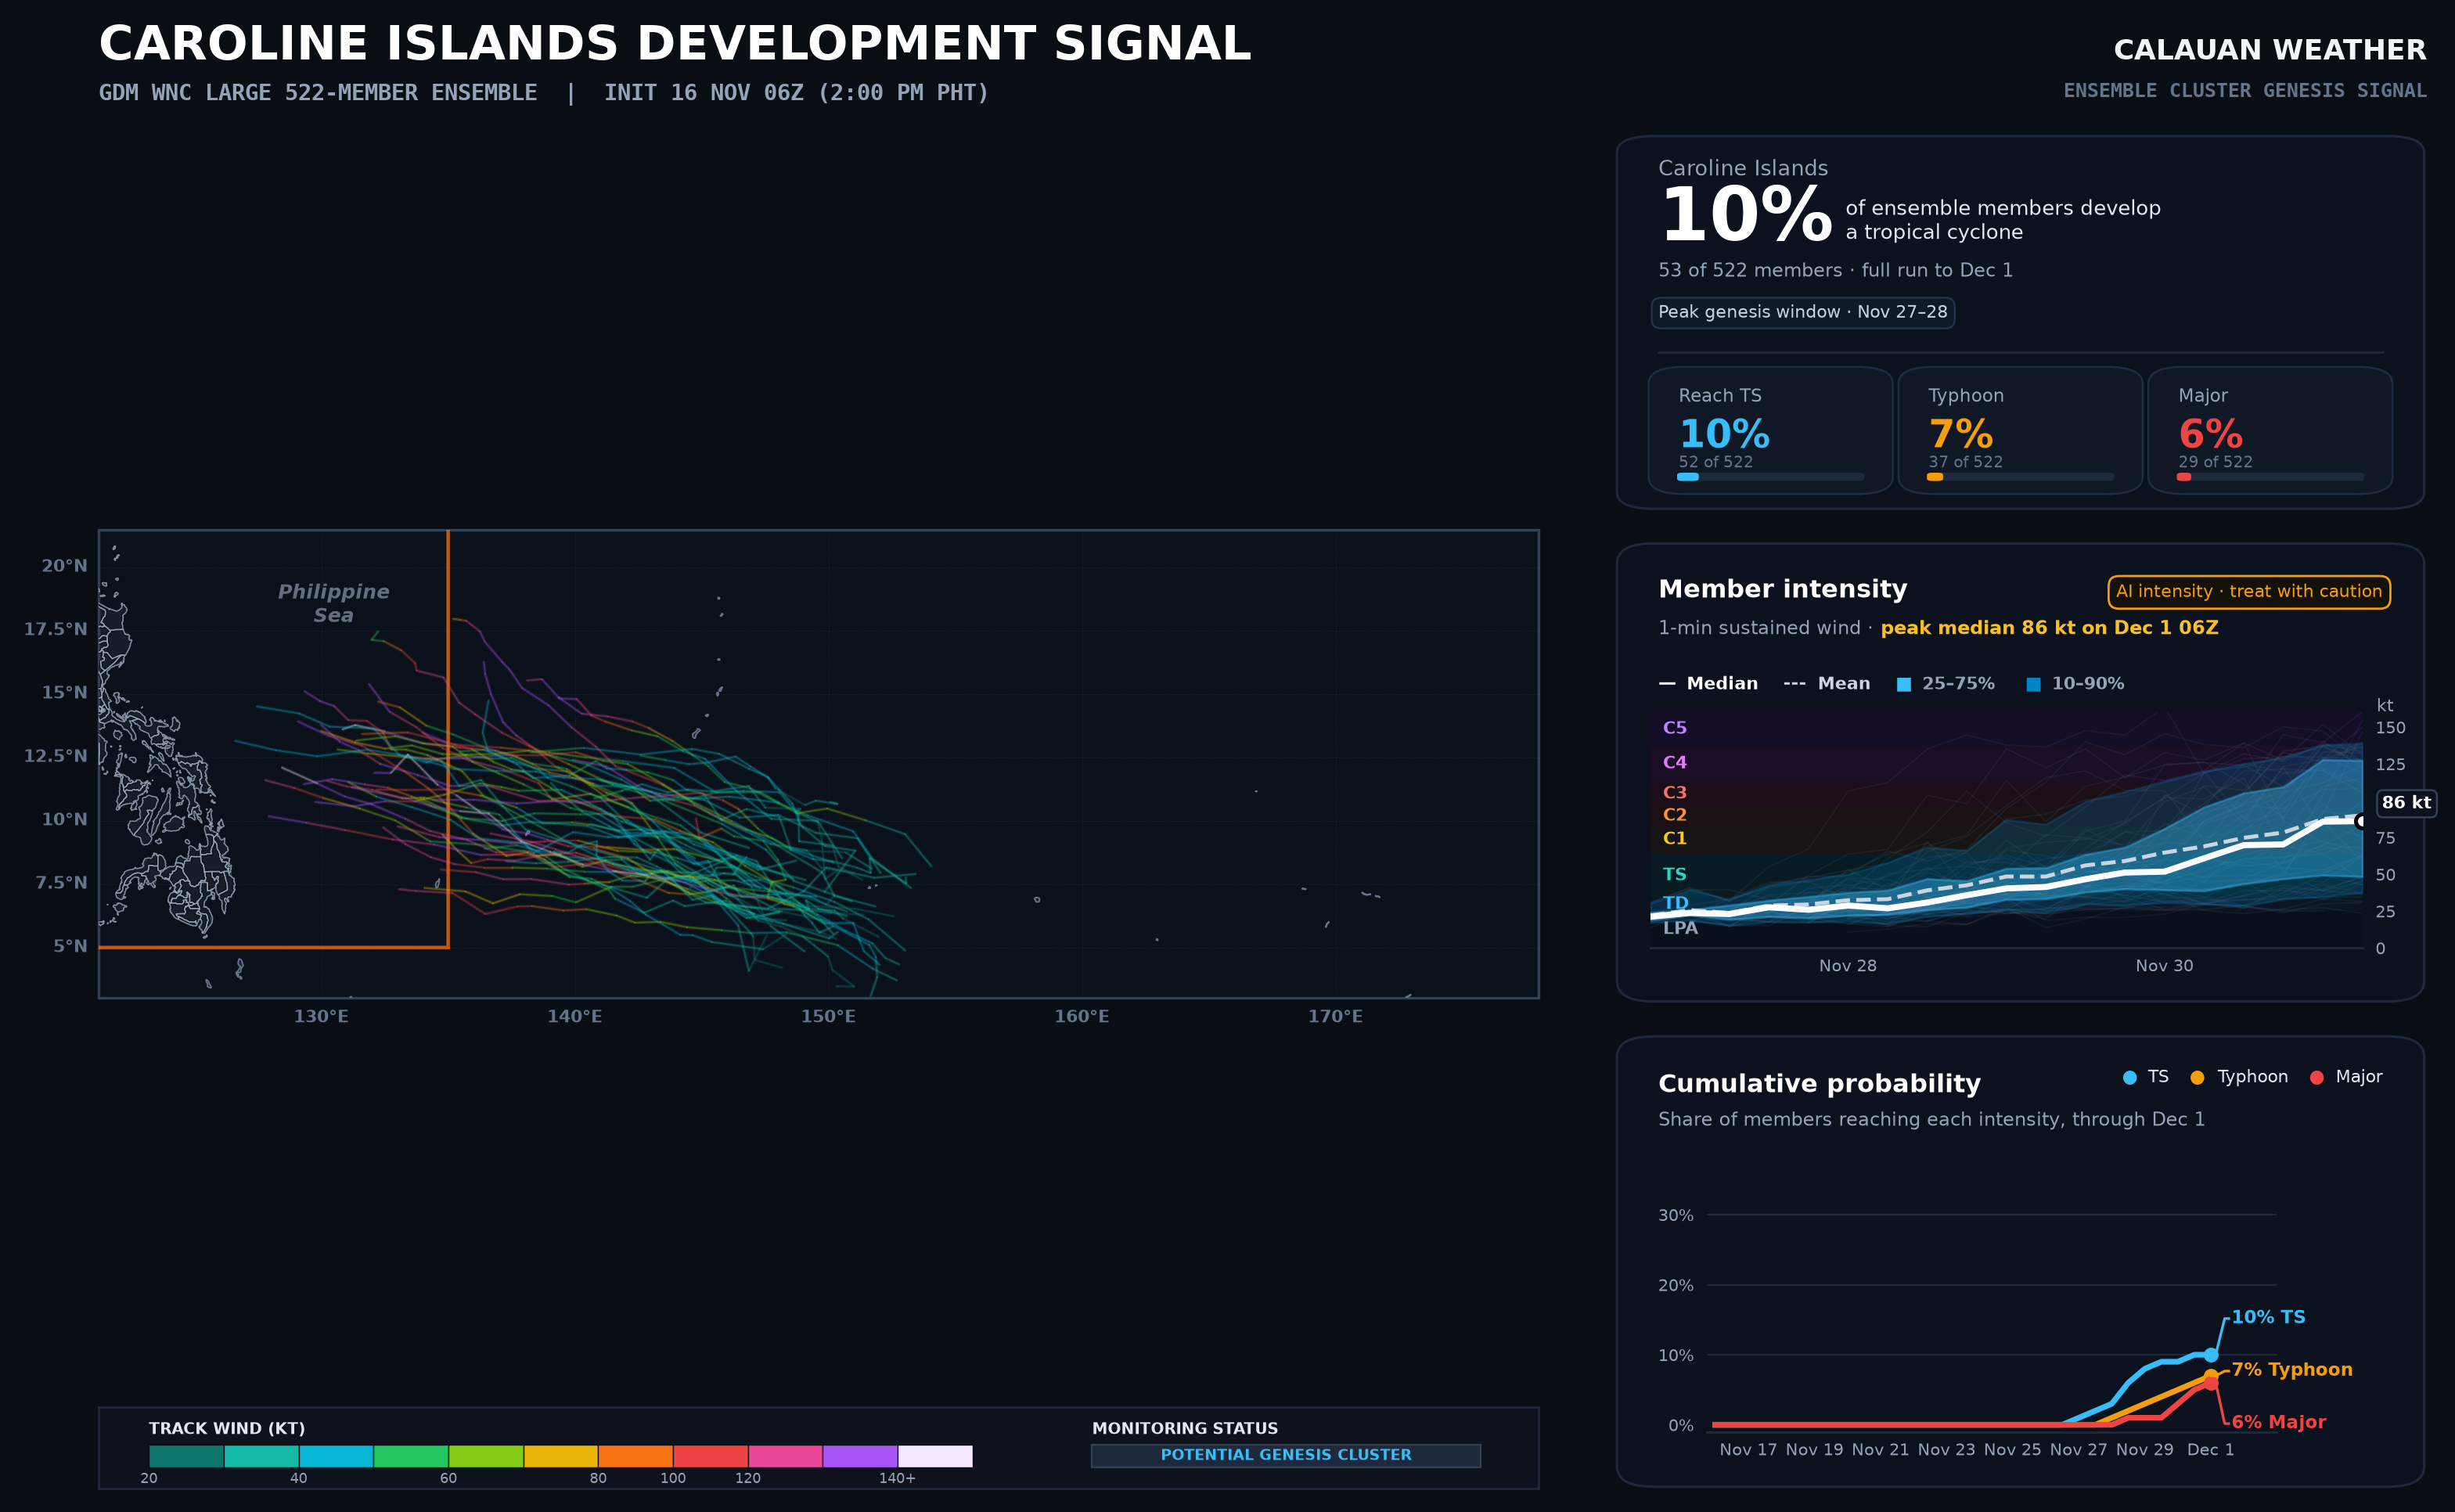 CAROLINE ISLANDS DEVELOPMENT SIGNAL
GDM WNC LARGE 522-MEMBER ENSEMBLE | INIT 16 NOV 06Z (2:00 PM PHT)
CALAUAN WEATHER
ENSEMBLE CLUSTER GENESIS SIGNAL
Philippine
Sea
20°N
17.5°N
15°N
12.5°N
10°N
7.5°N
5°N
130°E 140°E 150°E 160°E 170°E
TRACK WIND (KT)
20 40 60 80 100 120 140+
MONITORING STATUS
POTENTIAL GENESIS CLUSTER
Caroline Islands
10% of ensemble members develop
a tropical cyclone
53 of 522 members · full run to Dec 1
Peak genesis window · Nov 27–28
Reach TS
10%
52 of 522
Typhoon
7%
37 of 522
Major
6%
29 of 522
Member intensity
AI intensity · treat with caution
1-min sustained wind · peak median 86 kt on Dec 1 06Z
Median Mean 25–75% 10–90%
kt
C5
C4
C3
C2
C1
TS
TD
LPA
150
125
86 kt
75
50
25
0
Nov 28 Nov 30
Cumulative probability
TS Typhoon Major
Share of members reaching each intensity, through Dec 1
30%
20%
10%
0%
10% TS
7% Typhoon
6% Major
Nov 17 Nov 19 Nov 21 Nov 23 Nov 25 Nov 27 Nov 29 Dec 1